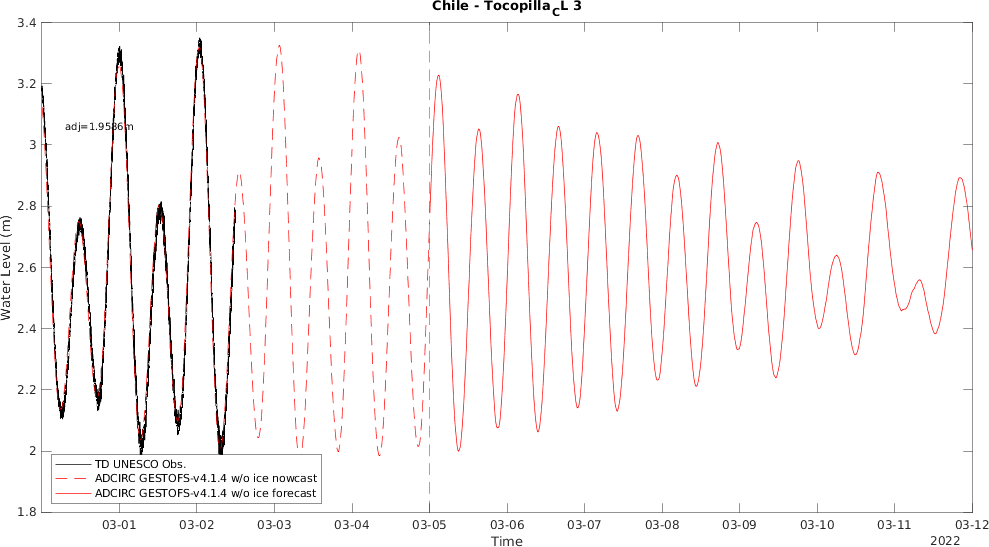 Chile - Tocopilla_CL 3
3.4
3.2
3
2.8
2.6
2.4
2.2
2
1.8
Water Level (m)
adj=1.9586m
TD UNESCO Obs.
ADCIRC GESTOFS-v4.1.4 w/o ice nowcast
ADCIRC GESTOFS-v4.1.4 w/o ice forecast
03-01 03-02 03-03 03-04 03-05 03-06 03-07 03-08 03-09 03-10 03-11 03-12
Time
2022